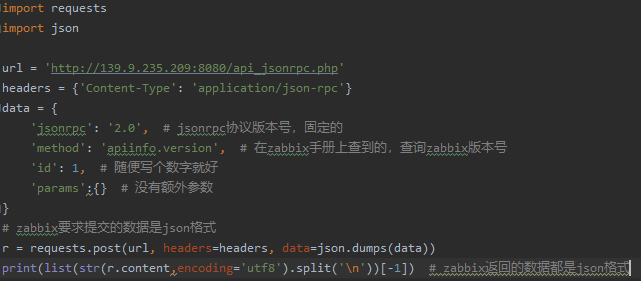 import requests
import json
url = 'http://139.9.235.209:8080/api_jsonrpc.php'
headers = {'Content-Type': 'application/json-rpc'}
data = {
'jsonrpc': '2.0',  # jsonrpc协议版本号，固定的
'method': 'apiinfo.version',  # 在zabbix手册上查到的，查询zabbix版本号
'id': 1,  # 随便写个数字就好
'params':{}  # 没有额外参数
}
# zabbix要求提交的数据是json格式
r = requests.post(url, headers=headers, data=json.dumps(data))
print(list(str(r.content,encoding='utf8').split('\n'))[-1])  # zabbix返回的数据都是json格式